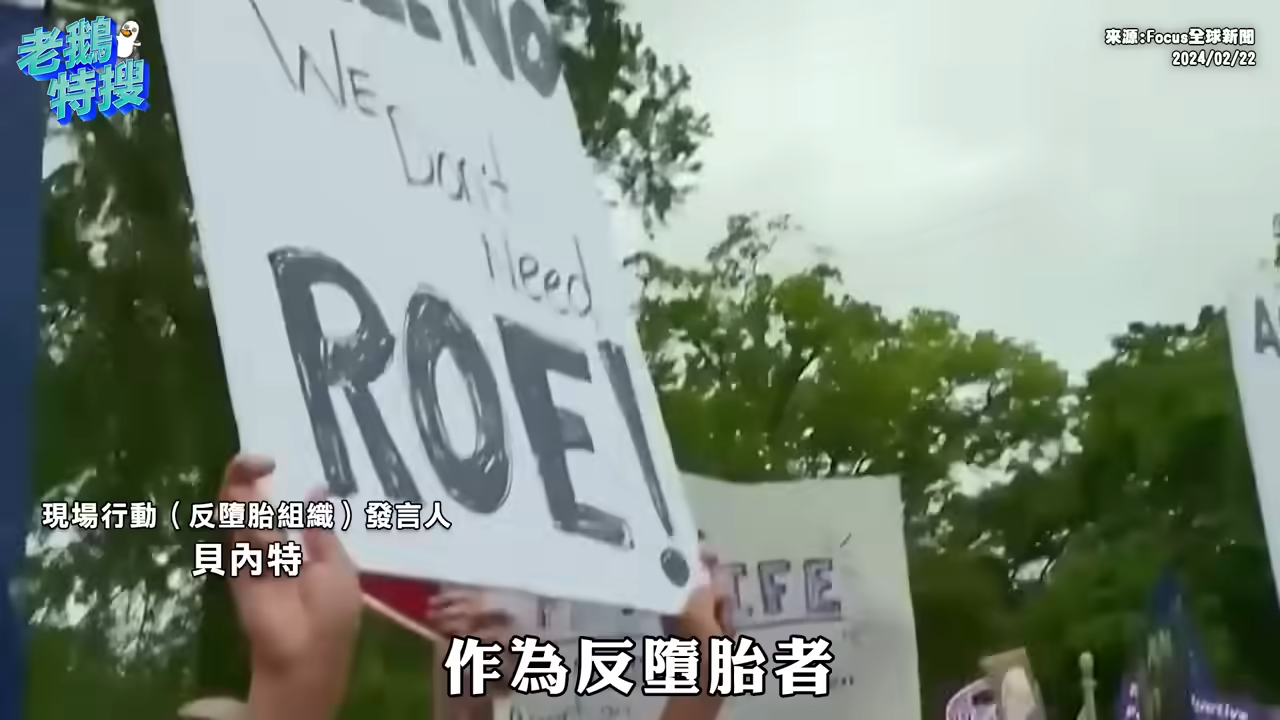 老鵝
特搜
來源:Focus全球新聞
2024/02/22
NO
WE
Don't
Need
ROE!
LIFE
現場行動（反墮胎組織）發言人
貝內特
作為反墮胎者